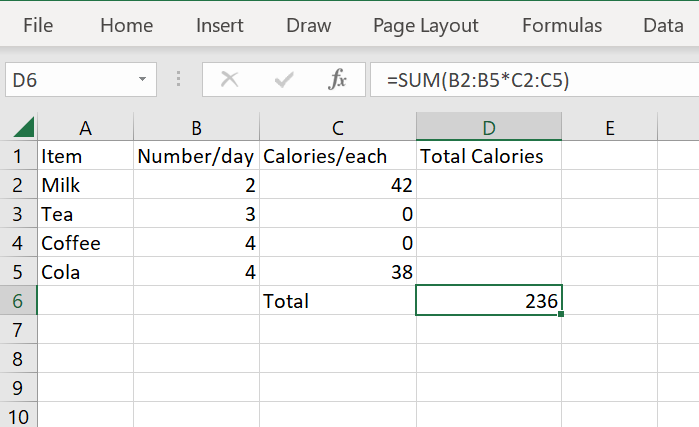 File Home Insert Draw Page Layout Formulas Data
D6 fx =SUM(B2:B5*C2:C5)
A B C D E
1 Item Number/day Calories/each Total Calories
2 Milk 2 42
3 Tea 3 0
4 Coffee 4 0
5 Cola 4 38
6 Total 236
7
8
9
10